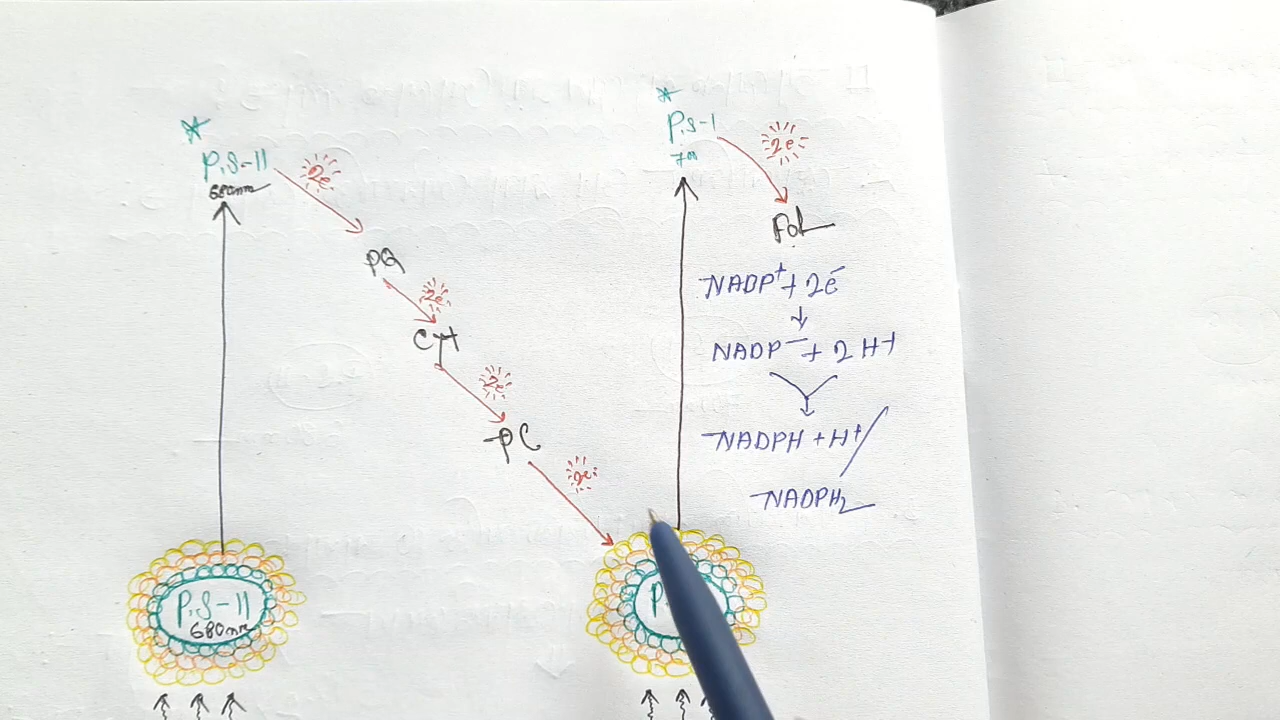 *
P.S-II
680nm
2e
PQ
2e
Cyt
2e
PC
2e
P.S-II
680nm
*
P.S-I
700
2e
Fd
NADP⁺ + 2e⁻
NADP⁻ + 2H+
NADPH + H⁺/
NADPH₂
P